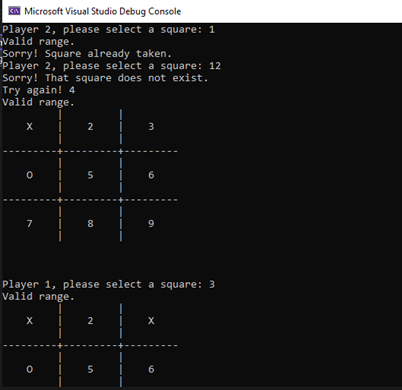 Microsoft Visual Studio Debug Console
Player 2, please select a square: 1
Valid range.
Sorry! Square already taken.
Player 2, please select a square: 12
Sorry! That square does not exist.
Try again! 4
Valid range.
X | 2 | 3
---------+---------+---------
O | 5 | 6
---------+---------+---------
7 | 8 | 9
Player 1, please select a square: 3
Valid range.
X | 2 | X
---------+---------+---------
O | 5 | 6